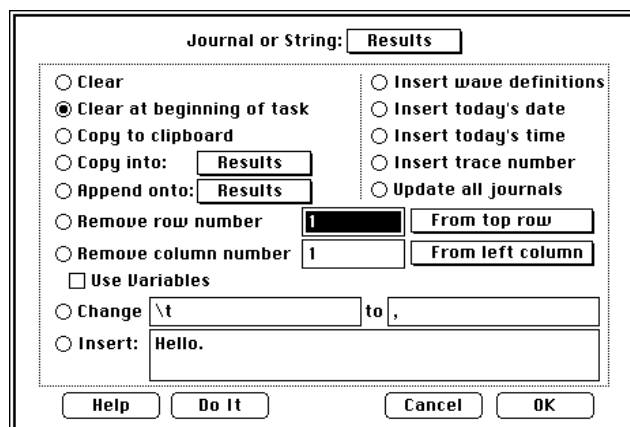 Journal or String: Results
Clear
Clear at beginning of task
Copy to clipboard
Copy into: Results
Append onto: Results
Insert wave definitions
Insert today's date
Insert today's time
Insert trace number
Update all journals
Remove row number 1 From top row
Remove column number 1 From left column
Use Variables
Change \t to ,
Insert: Hello.
Help Do It Cancel OK